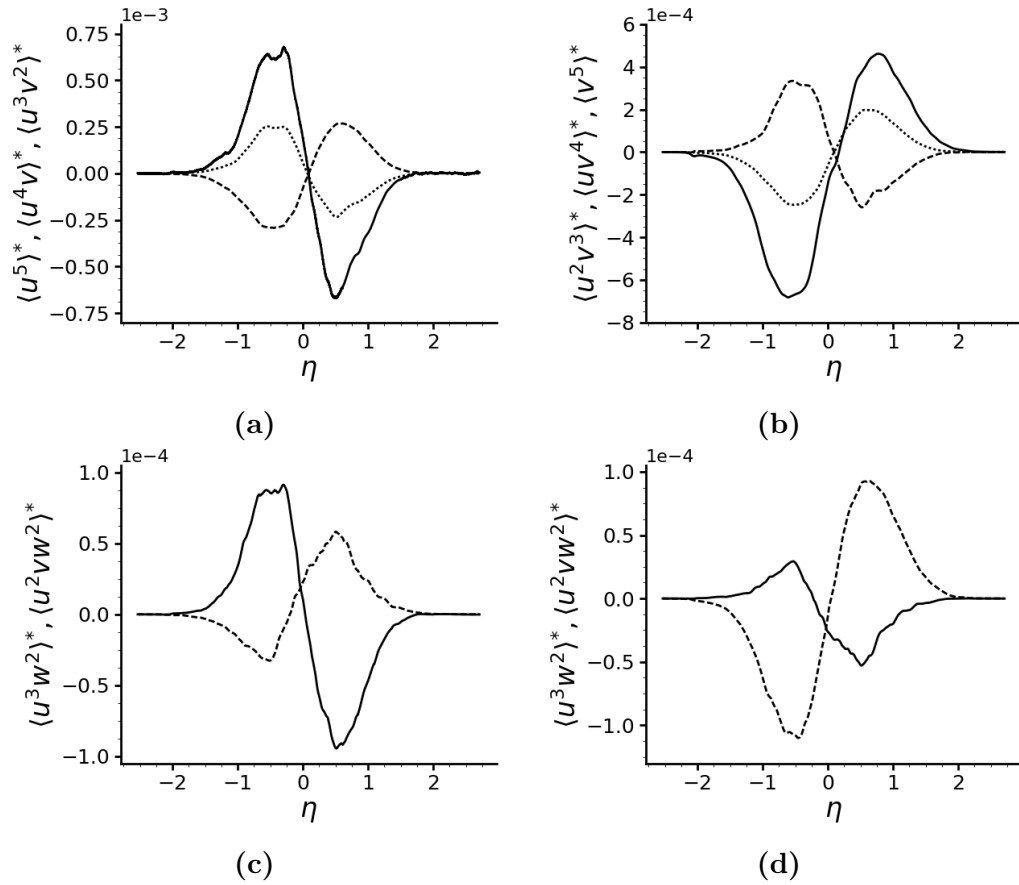 1e−3
0.75
0.50
0.25
0.00
−0.25
−0.50
−0.75
⟨u⁵⟩*, ⟨u⁴v⟩*, ⟨u³v²⟩*
−2 −1 0 1 2
η
(a)
1e−4
6
4
2
0
−2
−4
−6
−8
⟨u²v³⟩*, ⟨uv⁴⟩*, ⟨v⁵⟩*
−2 −1 0 1 2
η
(b)
1e−4
1.0
0.5
0.0
−0.5
−1.0
⟨u³w²⟩*, ⟨u²vw²⟩*
−2 −1 0 1 2
η
(c)
1e−4
1.0
0.5
0.0
−0.5
−1.0
⟨u³w²⟩*, ⟨u²vw²⟩*
−2 −1 0 1 2
η
(d)